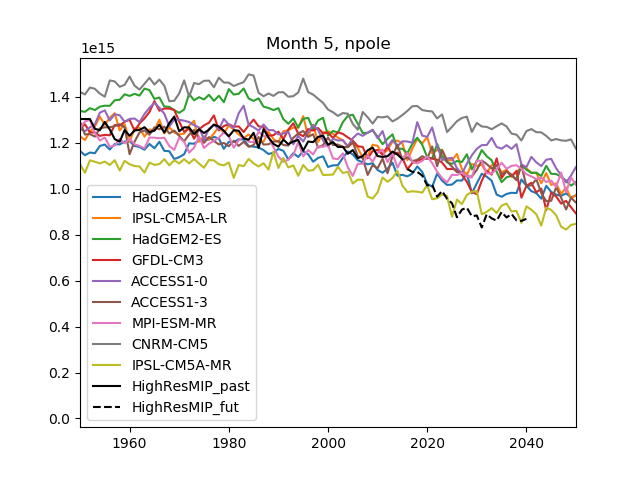 Month 5, npole
1e15
1.4
1.2
1.0
0.8
0.6
0.4
0.2
0.0
HadGEM2-ES
IPSL-CM5A-LR
HadGEM2-ES
GFDL-CM3
ACCESS1-0
ACCESS1-3
MPI-ESM-MR
CNRM-CM5
IPSL-CM5A-MR
HighResMIP_past
HighResMIP_fut
1960 1980 2000 2020 2040